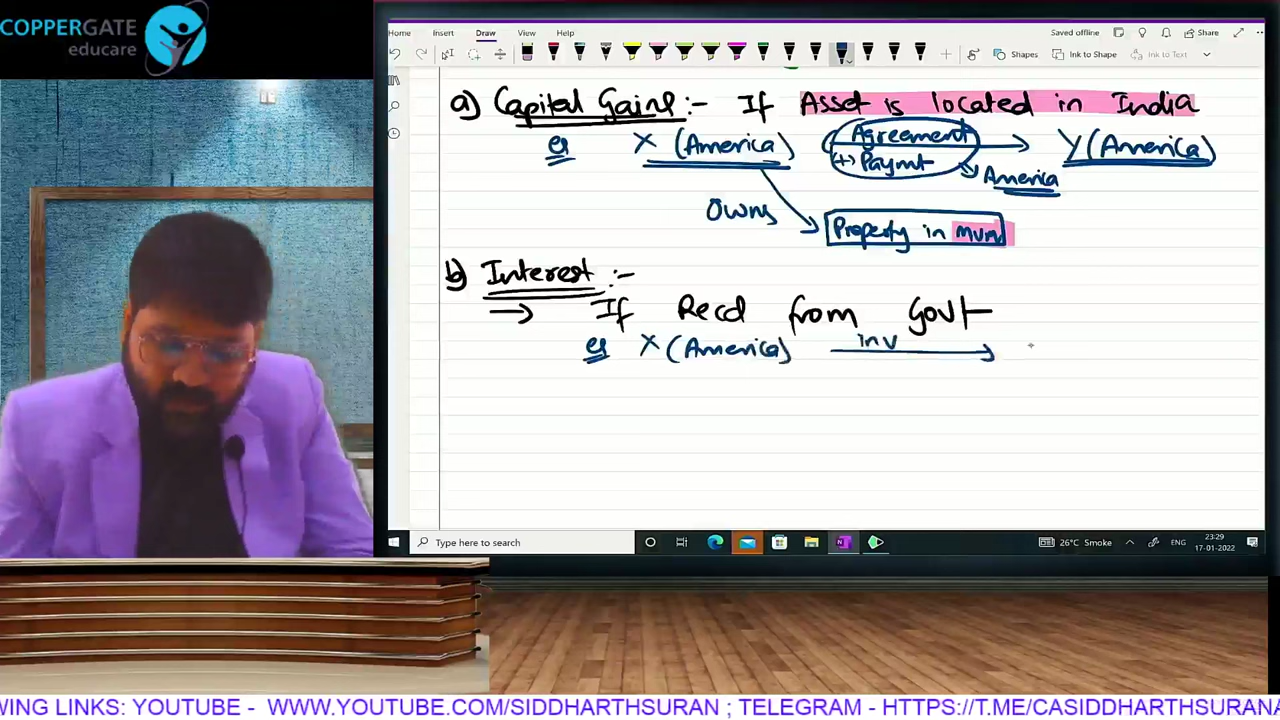 COPPERGATE
educare
Home Insert Draw View Help
Saved offline
Share
Shapes
Ink to Shape
Ink to Text
a) Capital Gains :- If Asset is located in India
eg X (America) Agreement Y (America)
(+) Paymt
America
Owns
Property in Mum
b) Interest :-
→ If Recd from Govt
eg X (America) inv
Type here to search
26°C Smoke
ENG
23:29
17-01-2022
WING LINKS: YOUTUBE - WWW.YOUTUBE.COM/SIDDHARTHSURAN ; TELEGRAM - HTTPS://T.ME/CASIDDHARTHSURANA